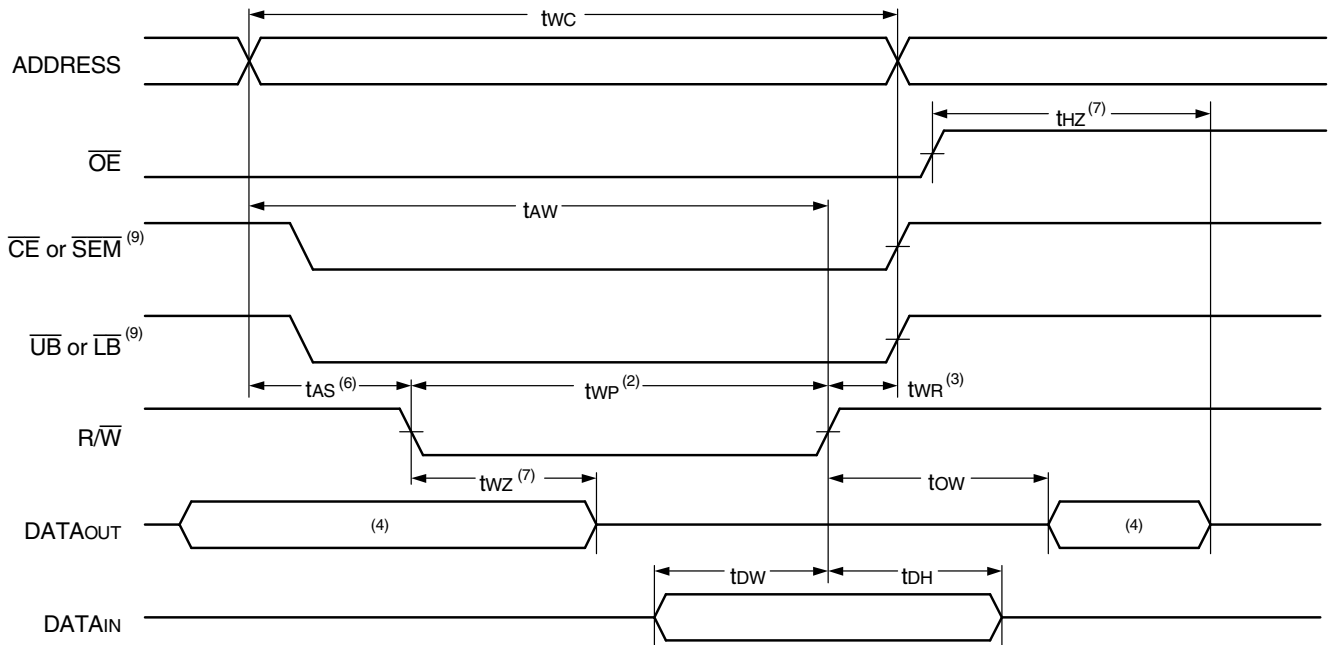 tWC
ADDRESS
tHZ (7)
OE
tAW
CE or SEM (9)
UB or LB (9)
tAS (6)
tWP (2)
tWR (3)
R/W
tWZ (7)
tOW
DATAOUT
(4)
(4)
tDW
tDH
DATAIN